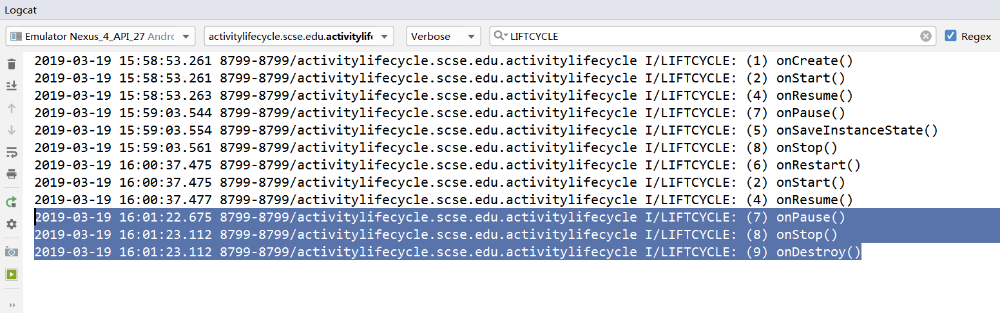 Logcat
Emulator Nexus_4_API_27 Andrc activitylifecycle.scse.edu.activitylife Verbose LIFTCYCLE Regex
2019-03-19 15:58:53.261 8799-8799/activitylifecycle.scse.edu.activitylifecycle I/LIFTCYCLE: (1) onCreate()
2019-03-19 15:58:53.261 8799-8799/activitylifecycle.scse.edu.activitylifecycle I/LIFTCYCLE: (2) onStart()
2019-03-19 15:58:53.263 8799-8799/activitylifecycle.scse.edu.activitylifecycle I/LIFTCYCLE: (4) onResume()
2019-03-19 15:59:03.544 8799-8799/activitylifecycle.scse.edu.activitylifecycle I/LIFTCYCLE: (7) onPause()
2019-03-19 15:59:03.554 8799-8799/activitylifecycle.scse.edu.activitylifecycle I/LIFTCYCLE: (5) onSaveInstanceState()
2019-03-19 15:59:03.561 8799-8799/activitylifecycle.scse.edu.activitylifecycle I/LIFTCYCLE: (8) onStop()
2019-03-19 16:00:37.475 8799-8799/activitylifecycle.scse.edu.activitylifecycle I/LIFTCYCLE: (6) onRestart()
2019-03-19 16:00:37.475 8799-8799/activitylifecycle.scse.edu.activitylifecycle I/LIFTCYCLE: (2) onStart()
2019-03-19 16:00:37.477 8799-8799/activitylifecycle.scse.edu.activitylifecycle I/LIFTCYCLE: (4) onResume()
2019-03-19 16:01:22.675 8799-8799/activitylifecycle.scse.edu.activitylifecycle I/LIFTCYCLE: (7) onPause()
2019-03-19 16:01:23.112 8799-8799/activitylifecycle.scse.edu.activitylifecycle I/LIFTCYCLE: (8) onStop()
2019-03-19 16:01:23.112 8799-8799/activitylifecycle.scse.edu.activitylifecycle I/LIFTCYCLE: (9) onDestroy()